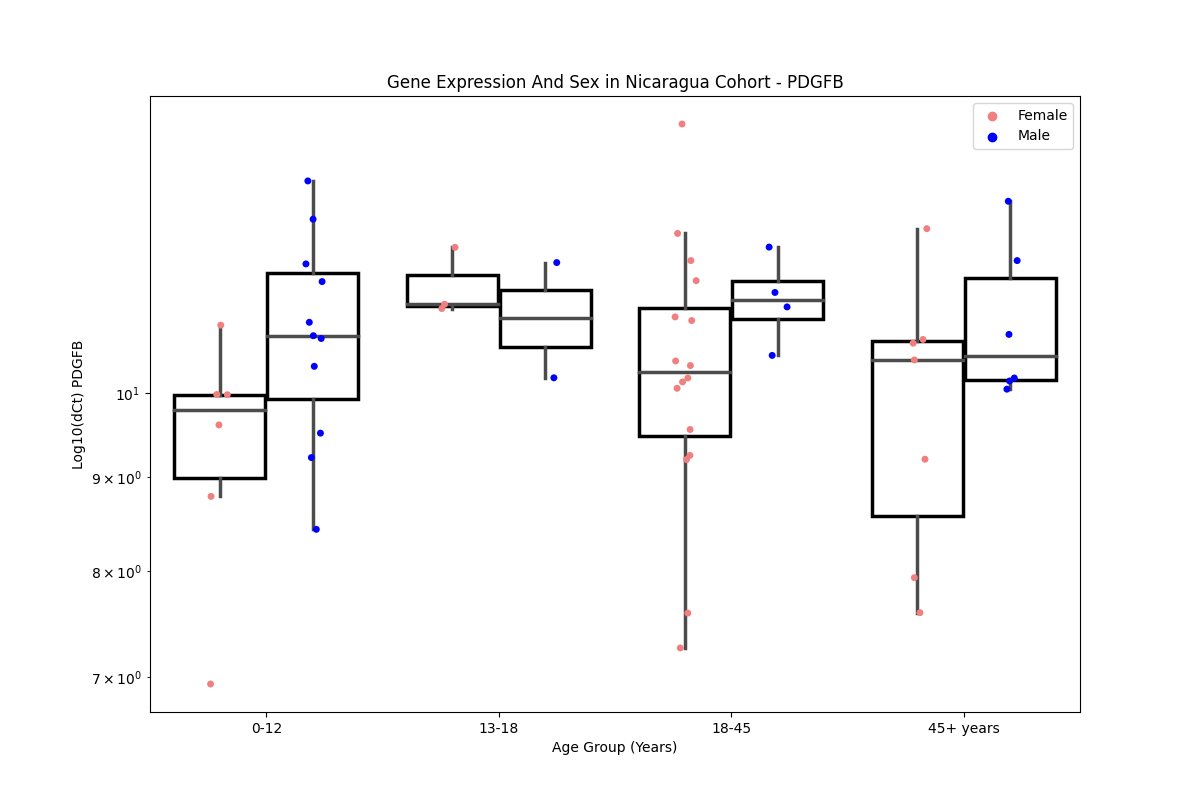 Gene Expression And Sex in Nicaragua Cohort - PDGFB
Female
Male
Log10(dCt) PDGFB
10¹
9 × 10⁰
8 × 10⁰
7 × 10⁰
0-12
13-18
18-45
45+ years
Age Group (Years)